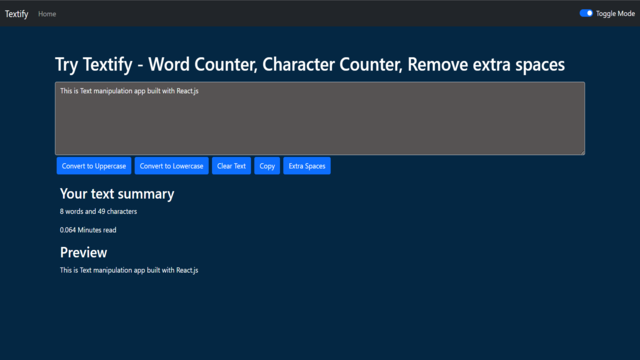 Textify Home Toggle Mode
Try Textify - Word Counter, Character Counter, Remove extra spaces
This is Text manipulation app built with React.js
Convert to Uppercase Convert to Lowercase Clear Text Copy Extra Spaces
Your text summary
8 words and 49 characters
0.064 Minutes read
Preview
This is Text manipulation app built with React.js